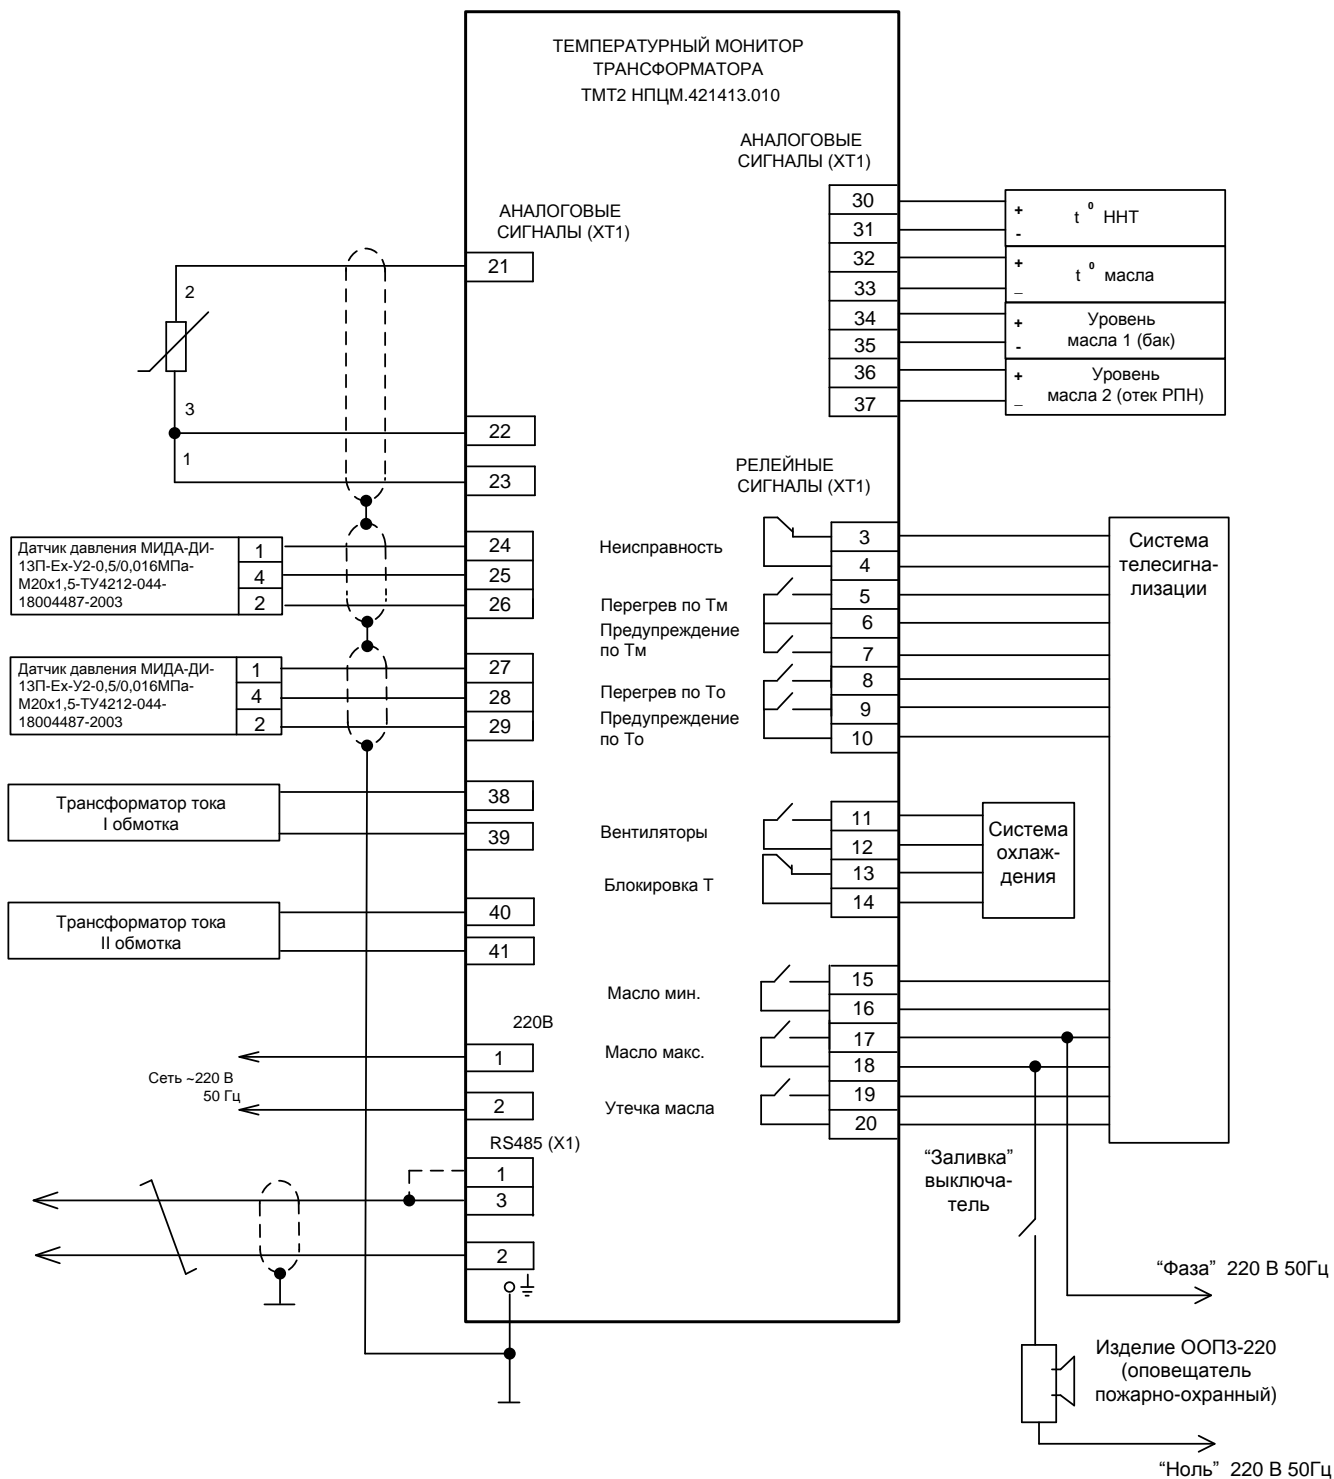 ТЕМПЕРАТУРНЫЙ МОНИТОР
ТРАНСФОРМАТОРА
ТМТ2 НПЦМ.421413.010
АНАЛОГОВЫЕ
СИГНАЛЫ (XT1)
21
22
23
24
25
26
27
28
29
2
3
1
Датчик давления МИДА-ДИ-
13П-Ех-У2-0,5/0,016МПа-
М20х1,5-ТУ4212-044-
18004487-2003
1
4
2
Датчик давления МИДА-ДИ-
13П-Ех-У2-0,5/0,016МПа-
М20х1,5-ТУ4212-044-
18004487-2003
1
4
2
Трансформатор тока
I обмотка
38
39
Трансформатор тока
II обмотка
40
41
220В
1
2
Сеть ~220 В
50 Гц
RS485 (X1)
1
3
2
АНАЛОГОВЫЕ
СИГНАЛЫ (XT1)
30
31
32
33
34
35
36
37
+ t⁰ ННТ
-
+ t⁰ масла
_
+ Уровень
- масла 1 (бак)
+ Уровень
_ масла 2 (отек РПН)
РЕЛЕЙНЫЕ
СИГНАЛЫ (XT1)
Неисправность
3
4
Перегрев по Тм
5
6
Предупреждение
по Тм
7
Перегрев по То
8
9
Предупреждение
по То
10
Вентиляторы
11
12
Блокировка Т
13
14
Масло мин.
15
16
Масло макс.
17
18
Утечка масла
19
20
Система
телесигна-
лизации
Система
охлаж-
дения
“Заливка”
выключа-
тель
“Фаза” 220 В 50Гц
Изделие ООПЗ-220
(оповещатель
пожарно-охранный)
“Ноль” 220 В 50Гц